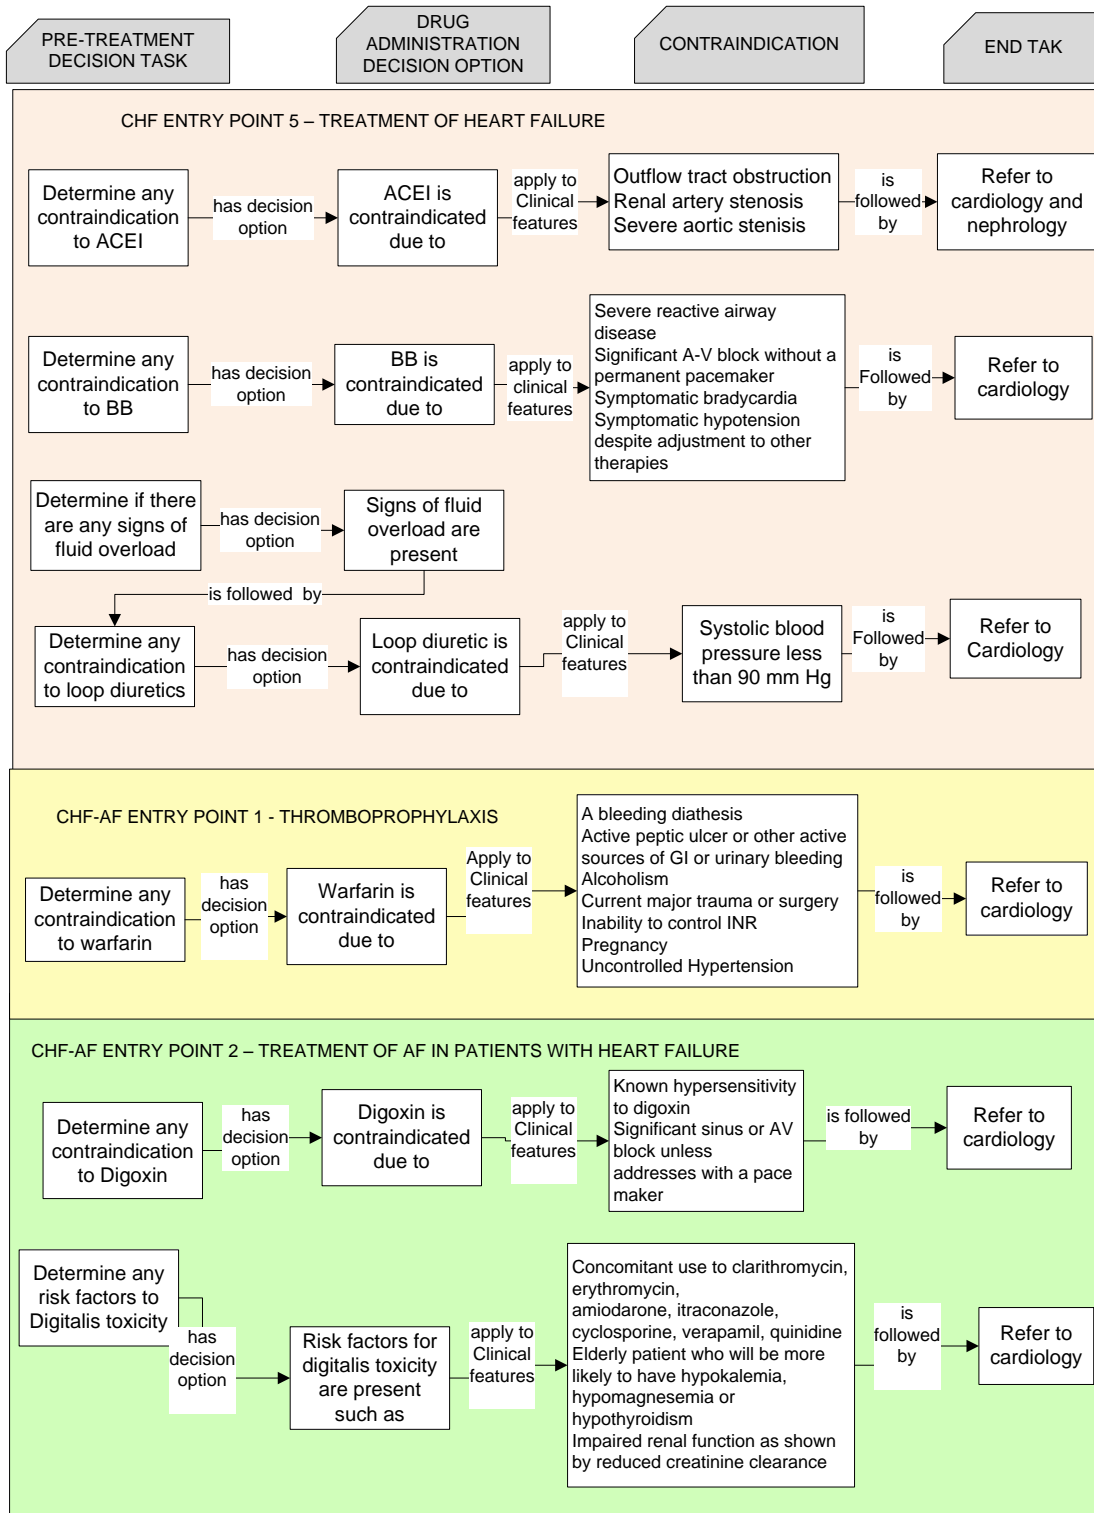 PRE-TREATMENT
DECISION TASK
DRUG
ADMINISTRATION
DECISION OPTION
CONTRAINDICATION
END TAK
CHF ENTRY POINT 5 – TREATMENT OF HEART FAILURE
Determine any
contraindication
to ACEI
has decision
option
ACEI is
contraindicated
due to
apply to
Clinical
features
Outflow tract obstruction
Renal artery stenosis
Severe aortic stenisis
is
followed
by
Refer to
cardiology and
nephrology
Determine any
contraindication
to BB
has decision
option
BB is
contraindicated
due to
apply to
clinical
features
Severe reactive airway
disease
Significant A-V block without a
permanent pacemaker
Symptomatic bradycardia
Symptomatic hypotension
despite adjustment to other
therapies
is
Followed
by
Refer to
cardiology
Determine if there
are any signs of
fluid overload
has decision
option
Signs of fluid
overload are
present
is followed  by
Determine any
contraindication
to loop diuretics
has decision
option
Loop diuretic is
contraindicated
due to
apply to
Clinical
features
Systolic blood
pressure less
than 90 mm Hg
is
Followed
by
Refer to
Cardiology
CHF-AF ENTRY POINT 1 - THROMBOPROPHYLAXIS
Determine any
contraindication
to warfarin
has
decision
option
Warfarin is
contraindicated
due to
Apply to
Clinical
features
A bleeding diathesis
Active peptic ulcer or other active
sources of GI or urinary bleeding
Alcoholism
Current major trauma or surgery
Inability to control INR
Pregnancy
Uncontrolled Hypertension
is
followed
by
Refer to
cardiology
CHF-AF ENTRY POINT 2 – TREATMENT OF AF IN PATIENTS WITH HEART FAILURE
Determine any
contraindication
to Digoxin
has
decision
option
Digoxin is
contraindicated
due to
apply to
Clinical
features
Known hypersensitivity
to digoxin
Significant sinus or AV
block unless
addresses with a pace
maker
is followed
by
Refer to
cardiology
Determine any
risk factors to
Digitalis toxicity
has
decision
option
Risk factors for
digitalis toxicity
are present
such as
apply to
Clinical
features
Concomitant use to clarithromycin,
erythromycin,
amiodarone, itraconazole,
cyclosporine, verapamil, quinidine
Elderly patient who will be more
likely to have hypokalemia,
hypomagnesemia or
hypothyroidism
Impaired renal function as shown
by reduced creatinine clearance
is
followed
by
Refer to
cardiology